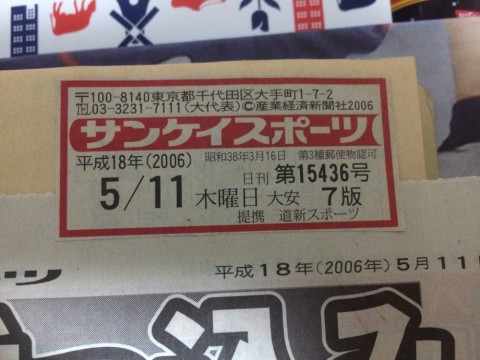 〒100-8140東京都千代田区大手町1-7-2
℡03-3231-7111(大代表)©産業経済新聞社2006
サンケイスポーツ
平成18年(2006) 昭和38年3月16日 第3種郵便物認可
5/11 木曜日 日刊 大安 第15436号 7版
提携 道新スポーツ
平成18年(2006年)5月11